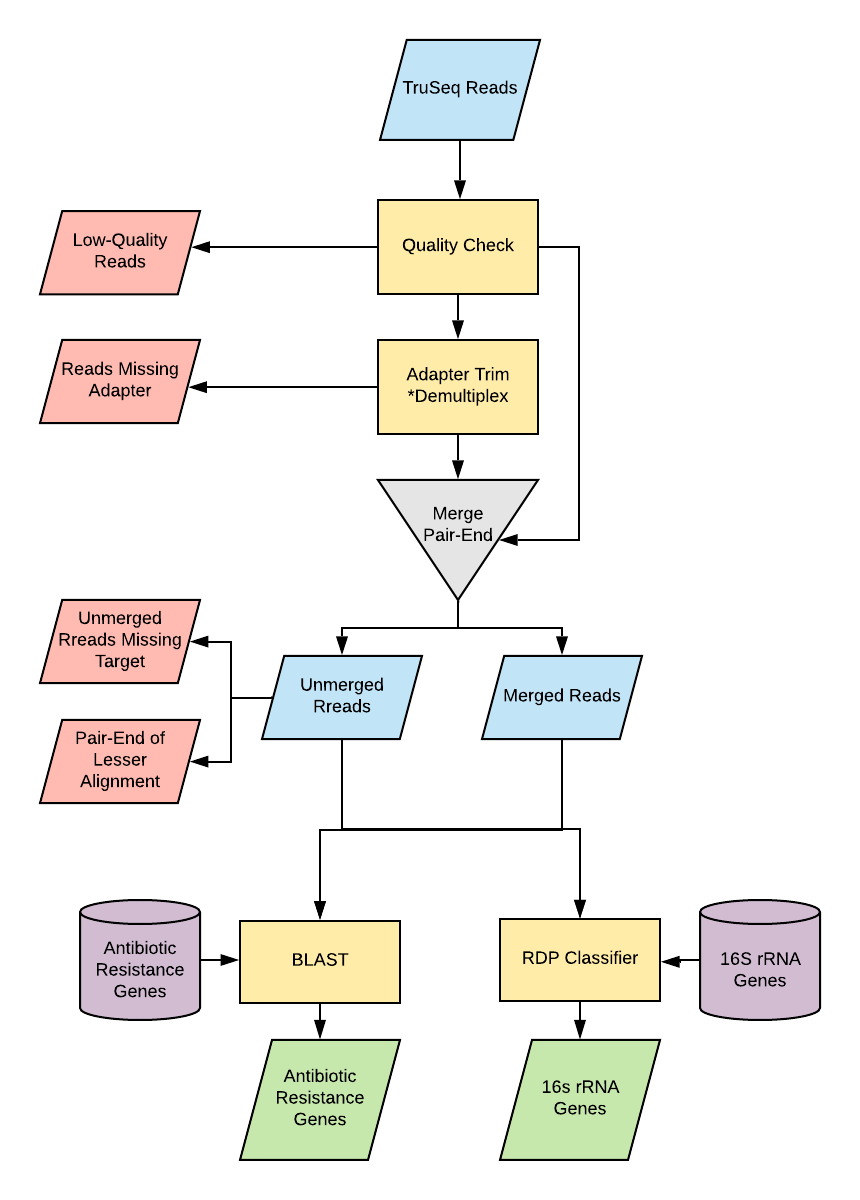 TruSeq Reads
Low-Quality
Reads
Quality Check
Reads Missing
Adapter
Adapter Trim
*Demultiplex
Merge
Pair-End
Unmerged
Rreads Missing
Target
Pair-End of
Lesser
Alignment
Unmerged
Rreads
Merged Reads
Antibiotic
Resistance
Genes
BLAST
RDP Classifier
16S rRNA
Genes
Antibiotic
Resistance
Genes
16s rRNA
Genes